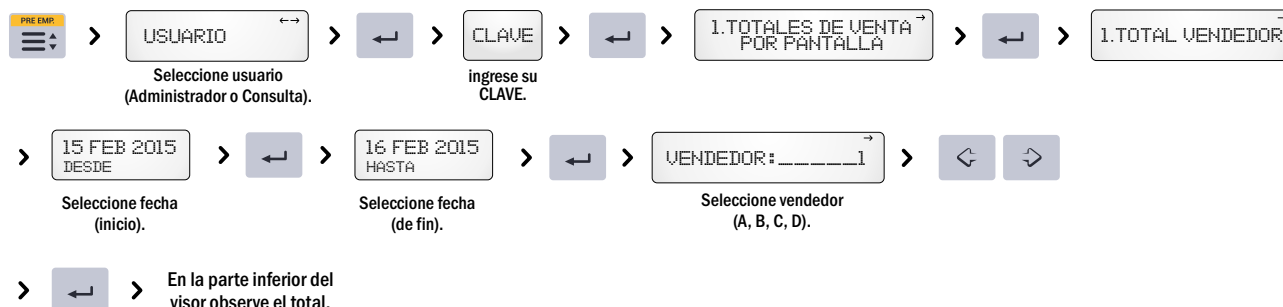 PRE EMP.
USUARIO
CLAVE
1.TOTALES DE VENTA
POR PANTALLA
1.TOTAL VENDEDOR
Seleccione usuario
(Administrador o Consulta).
ingrese su
CLAVE.
15 FEB 2015
DESDE
16 FEB 2015
HASTA
VENDEDOR:______1
Seleccione fecha
(inicio).
Seleccione fecha
(de fin).
Seleccione vendedor
(A, B, C, D).
En la parte inferior del
visor observe el total.